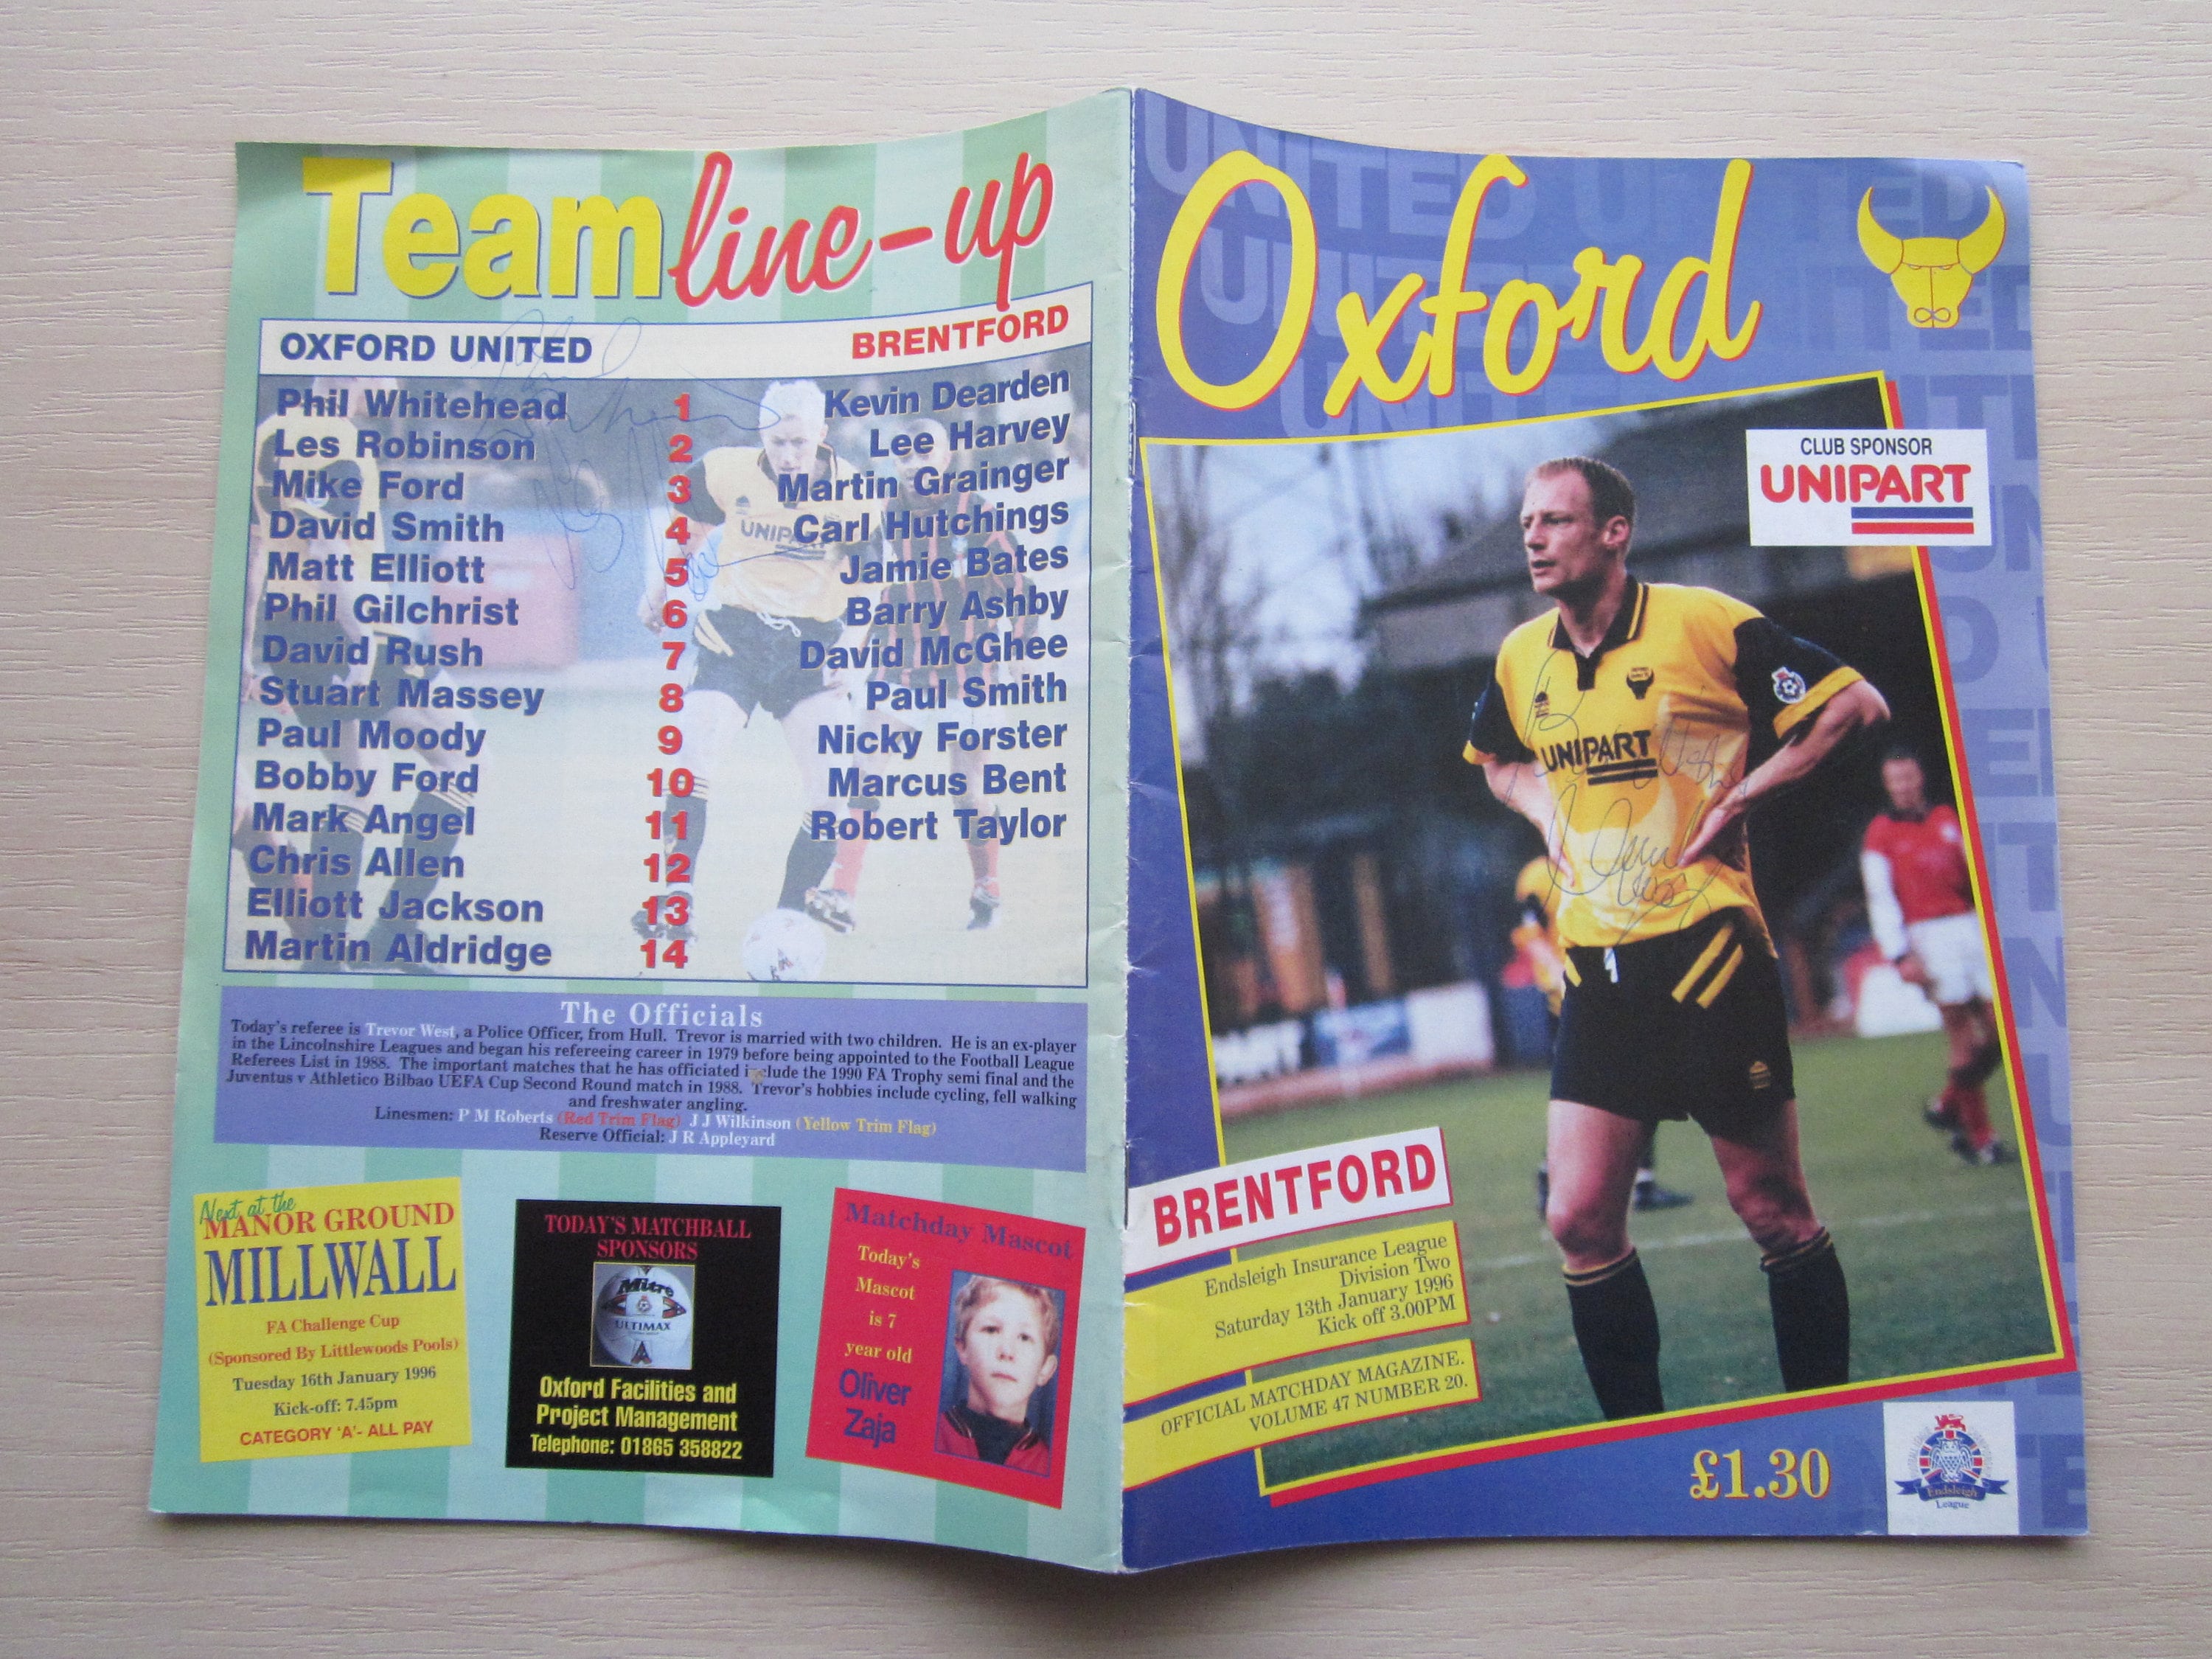 Team line-up
OXFORD UNITED BRENTFORD
Phil Whitehead 1 Kevin Dearden
Les Robinson 2 Lee Harvey
Mike Ford 3 Martin Grainger
David Smith 4 Carl Hutchings
Matt Elliott 5 Jamie Bates
Phil Gilchrist 6 Barry Ashby
David Rush 7 David McGhee
Stuart Massey 8 Paul Smith
Paul Moody 9 Nicky Forster
Bobby Ford 10 Marcus Bent
Mark Angel 11 Robert Taylor
Chris Allen 12
Elliott Jackson 13
Martin Aldridge 14
UNIPART
The Officials
Today's referee is Trevor West, a Police Officer, from Hull. Trevor is married with two children. He is an ex-player
in the Lincolnshire Leagues and began his refereeing career in 1979 before being appointed to the Football League
Referees List in 1988. The important matches that he has officiated include the 1990 FA Trophy semi final and the
Juventus v Athletico Bilbao UEFA Cup Second Round match in 1988. Trevor's hobbies include cycling, fell walking
and freshwater angling.
Linesmen: P M Roberts (Red Trim Flag) J J Wilkinson (Yellow Trim Flag)
Reserve Official: J R Appleyard
Next at the
MANOR GROUND
MILLWALL
FA Challenge Cup
(Sponsored By Littlewoods Pools)
Tuesday 16th January 1996
Kick-off: 7.45pm
CATEGORY 'A'- ALL PAY
TODAY'S MATCHBALL
SPONSORS
Mitre
ULTIMAX
Oxford Facilities and
Project Management
Telephone: 01865 358822
Matchday Mascot
Today's
Mascot
is 7
year old
Oliver
Zaja
UNITED UNITED
Oxford
CLUB SPONSOR
UNIPART
UNIPART
BRENTFORD
Endsleigh Insurance League
Division Two
Saturday 13th January 1996
Kick off 3.00PM
OFFICIAL MATCHDAY MAGAZINE.
VOLUME 47 NUMBER 20.
£1.30
Endsleigh
League